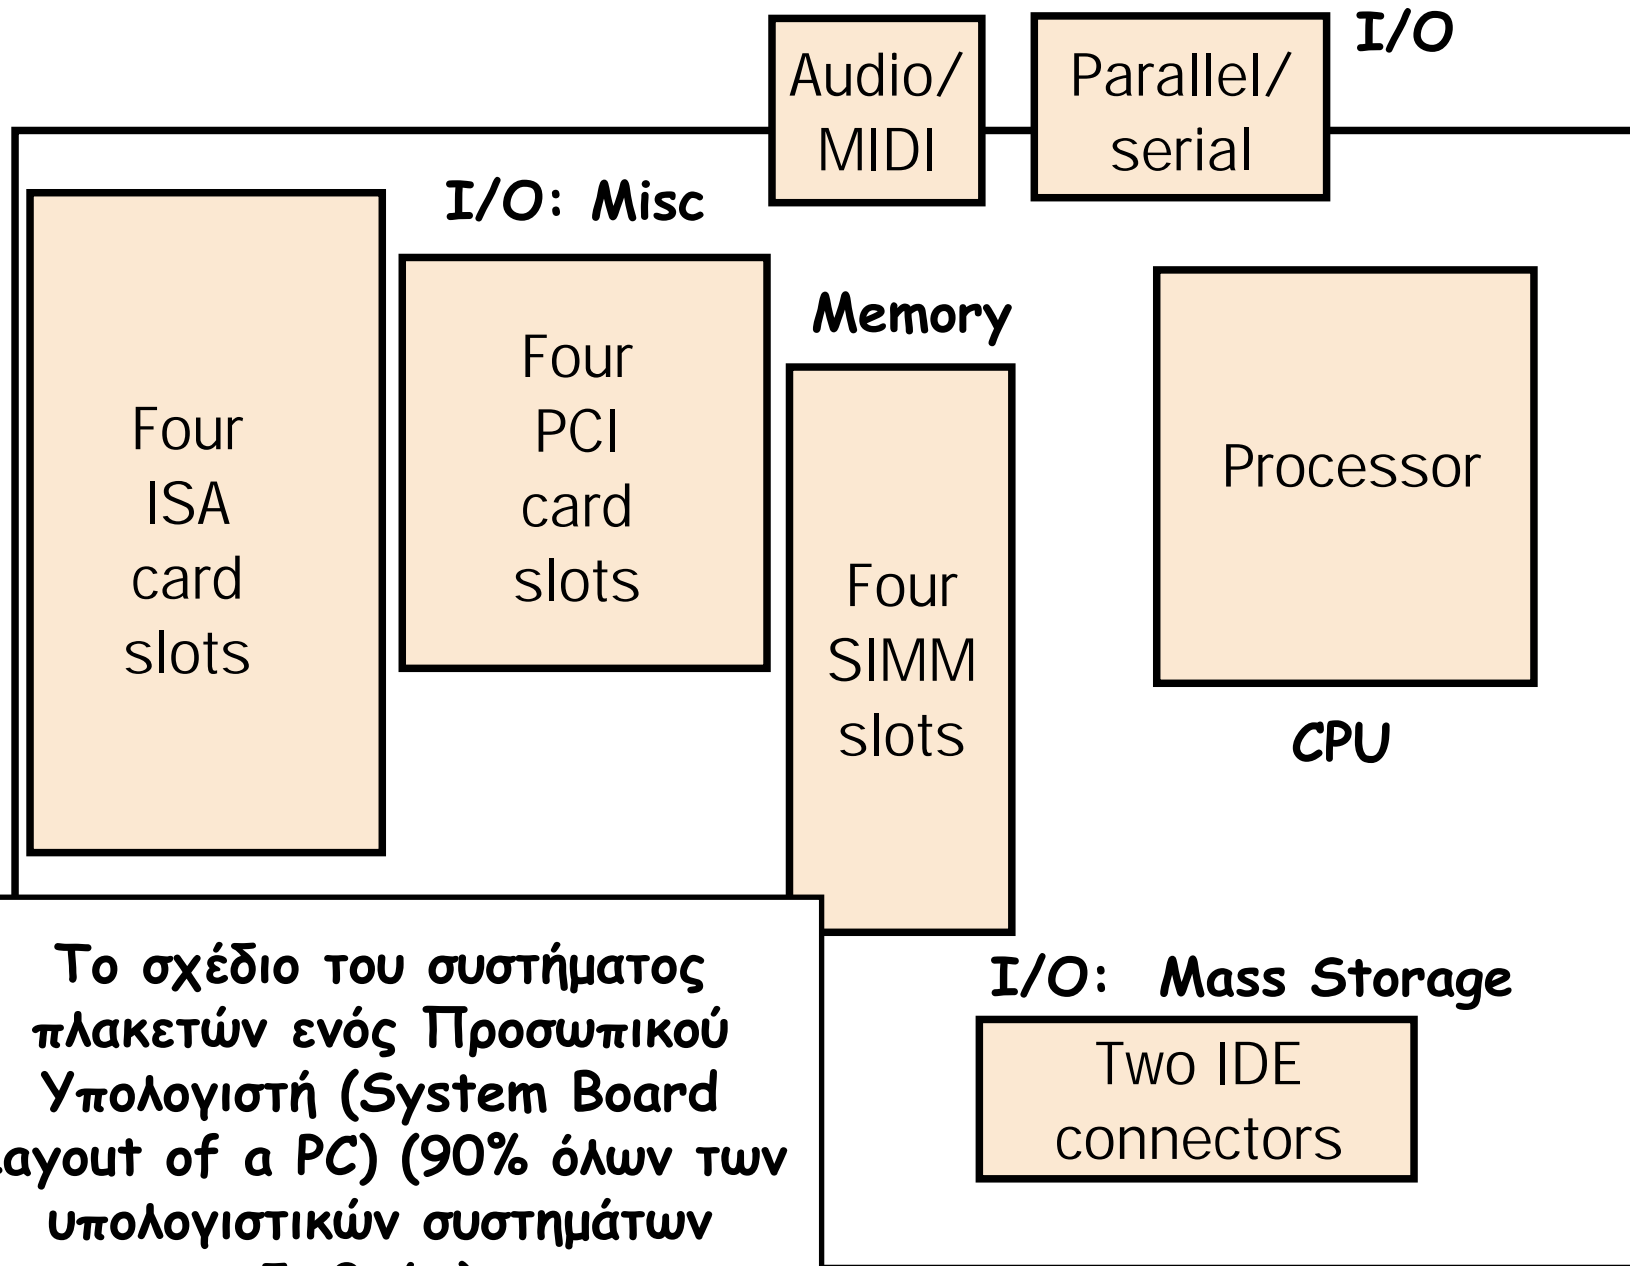 I/O
Audio/
MIDI
Parallel/
serial
I/O: Misc
Four
ISA
card
slots
Four
PCI
card
slots
Memory
Four
SIMM
slots
Processor
CPU
I/O: Mass Storage
Two IDE
connectors
Το σχέδιο του συστήματος
πλακετών ενός Προσωπικού
Υπολογιστή (System Board
of a PC) (90% όλων των
υπολογιστικών συστημάτων